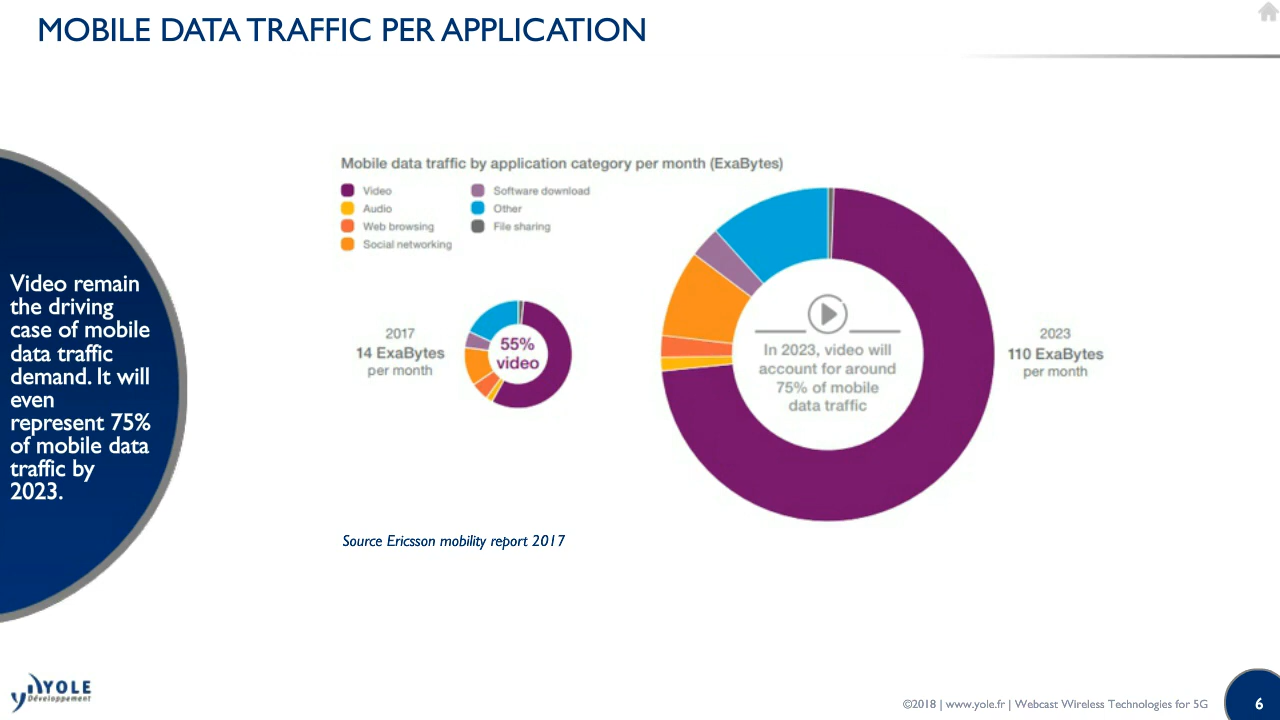 MOBILE DATA TRAFFIC PER APPLICATION
Mobile data traffic by application category per month (ExaBytes)
Video
Audio
Web browsing
Social networking
Software download
Other
File sharing
Video remain
the driving
case of mobile
data traffic
demand. It will
even
represent 75%
of mobile data
traffic by
2023.
2017
14 ExaBytes
per month
55%
video
In 2023, video will
account for around
75% of mobile
data traffic
2023
110 ExaBytes
per month
Source Ericsson mobility report 2017
YOLE
Développement
©2018 | www.yole.fr | Webcast Wireless Technologies for 5G
6